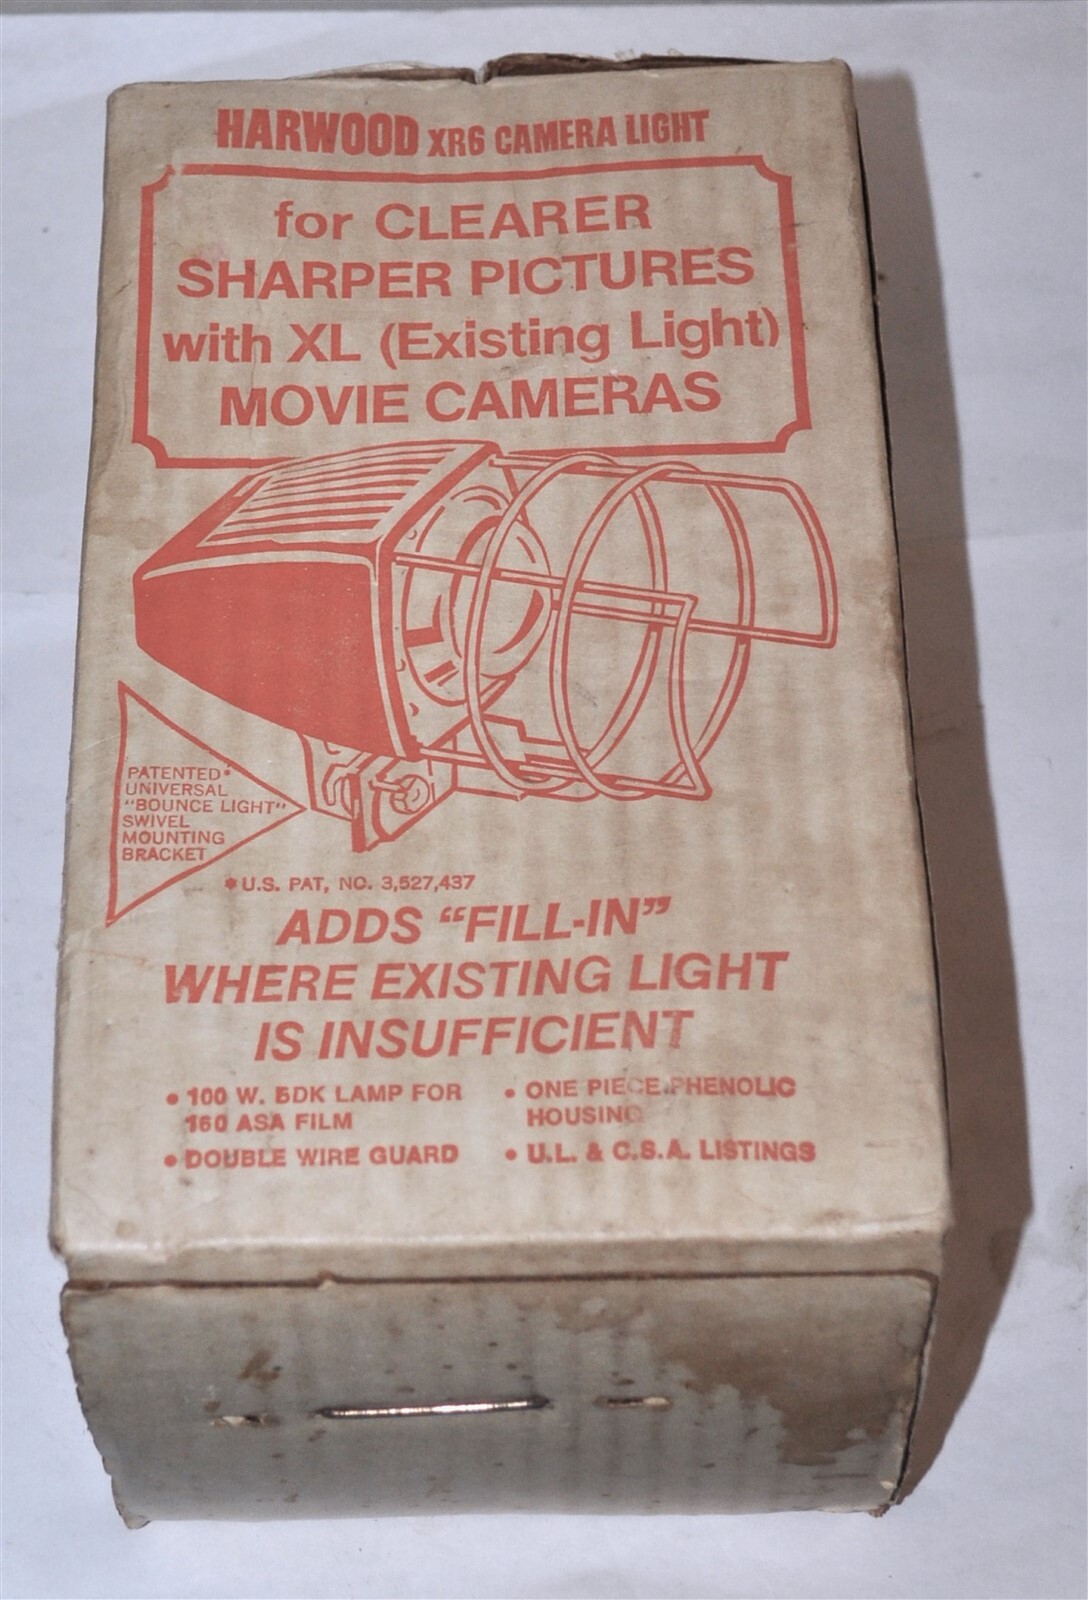 HARWOOD XR6 CAMERA LIGHT
for CLEARER
SHARPER PICTURES
with XL (Existing Light)
MOVIE CAMERAS
PATENTED*
UNIVERSAL
"BOUNCE LIGHT"
SWIVEL
MOUNTING
BRACKET
*U.S. PAT, NO. 3,527,437
ADDS “FILL-IN”
WHERE EXISTING LIGHT
IS INSUFFICIENT
• 100 W. BDK LAMP FOR
160 ASA FILM
• DOUBLE WIRE GUARD
• ONE PIECE PHENOLIC
HOUSING
• U.L. & C.S.A. LISTINGS